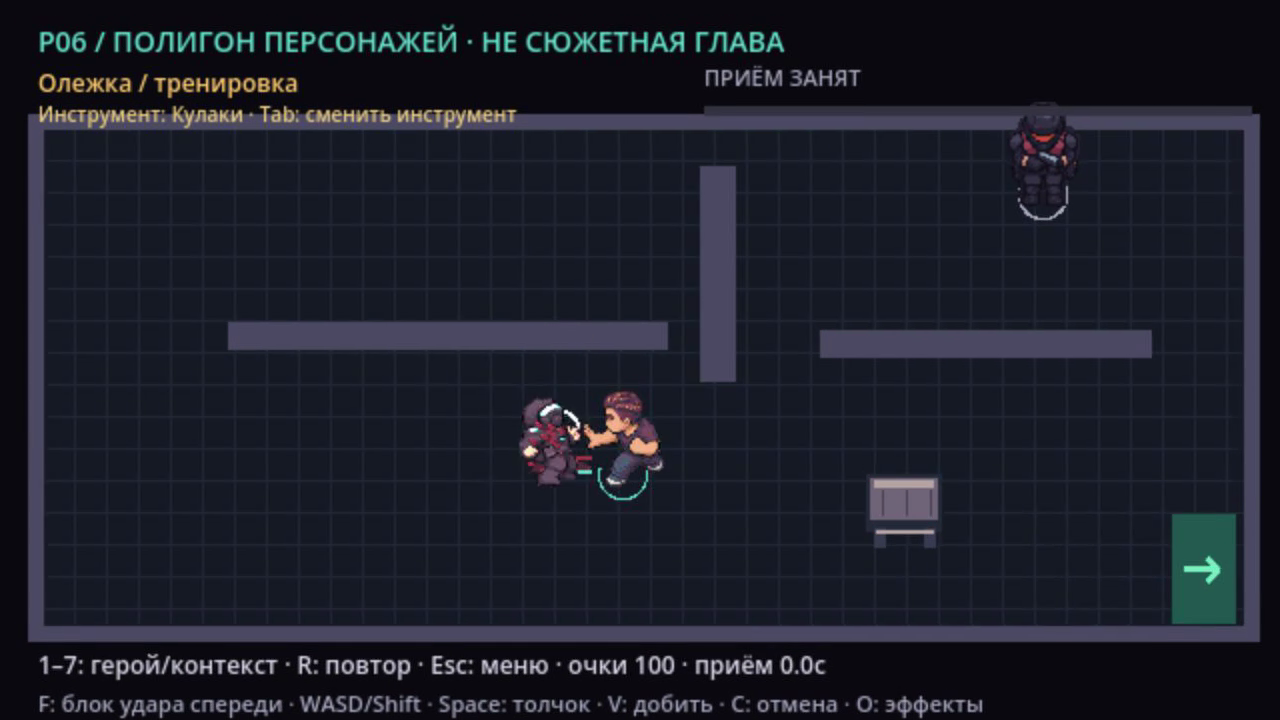 P06 / ПОЛИГОН ПЕРСОНАЖЕЙ · НЕ СЮЖЕТНАЯ ГЛАВА
Олежка / тренировка
ПРИЁМ ЗАНЯТ
Инструмент: Кулаки · Tab: сменить инструмент
→
1–7: герой/контекст · R: повтор · Esc: меню · очки 100 · приём 0.0с
F: блок удара спереди · WASD/Shift · Space: толчок · V: добить · C: отмена · O: эффекты